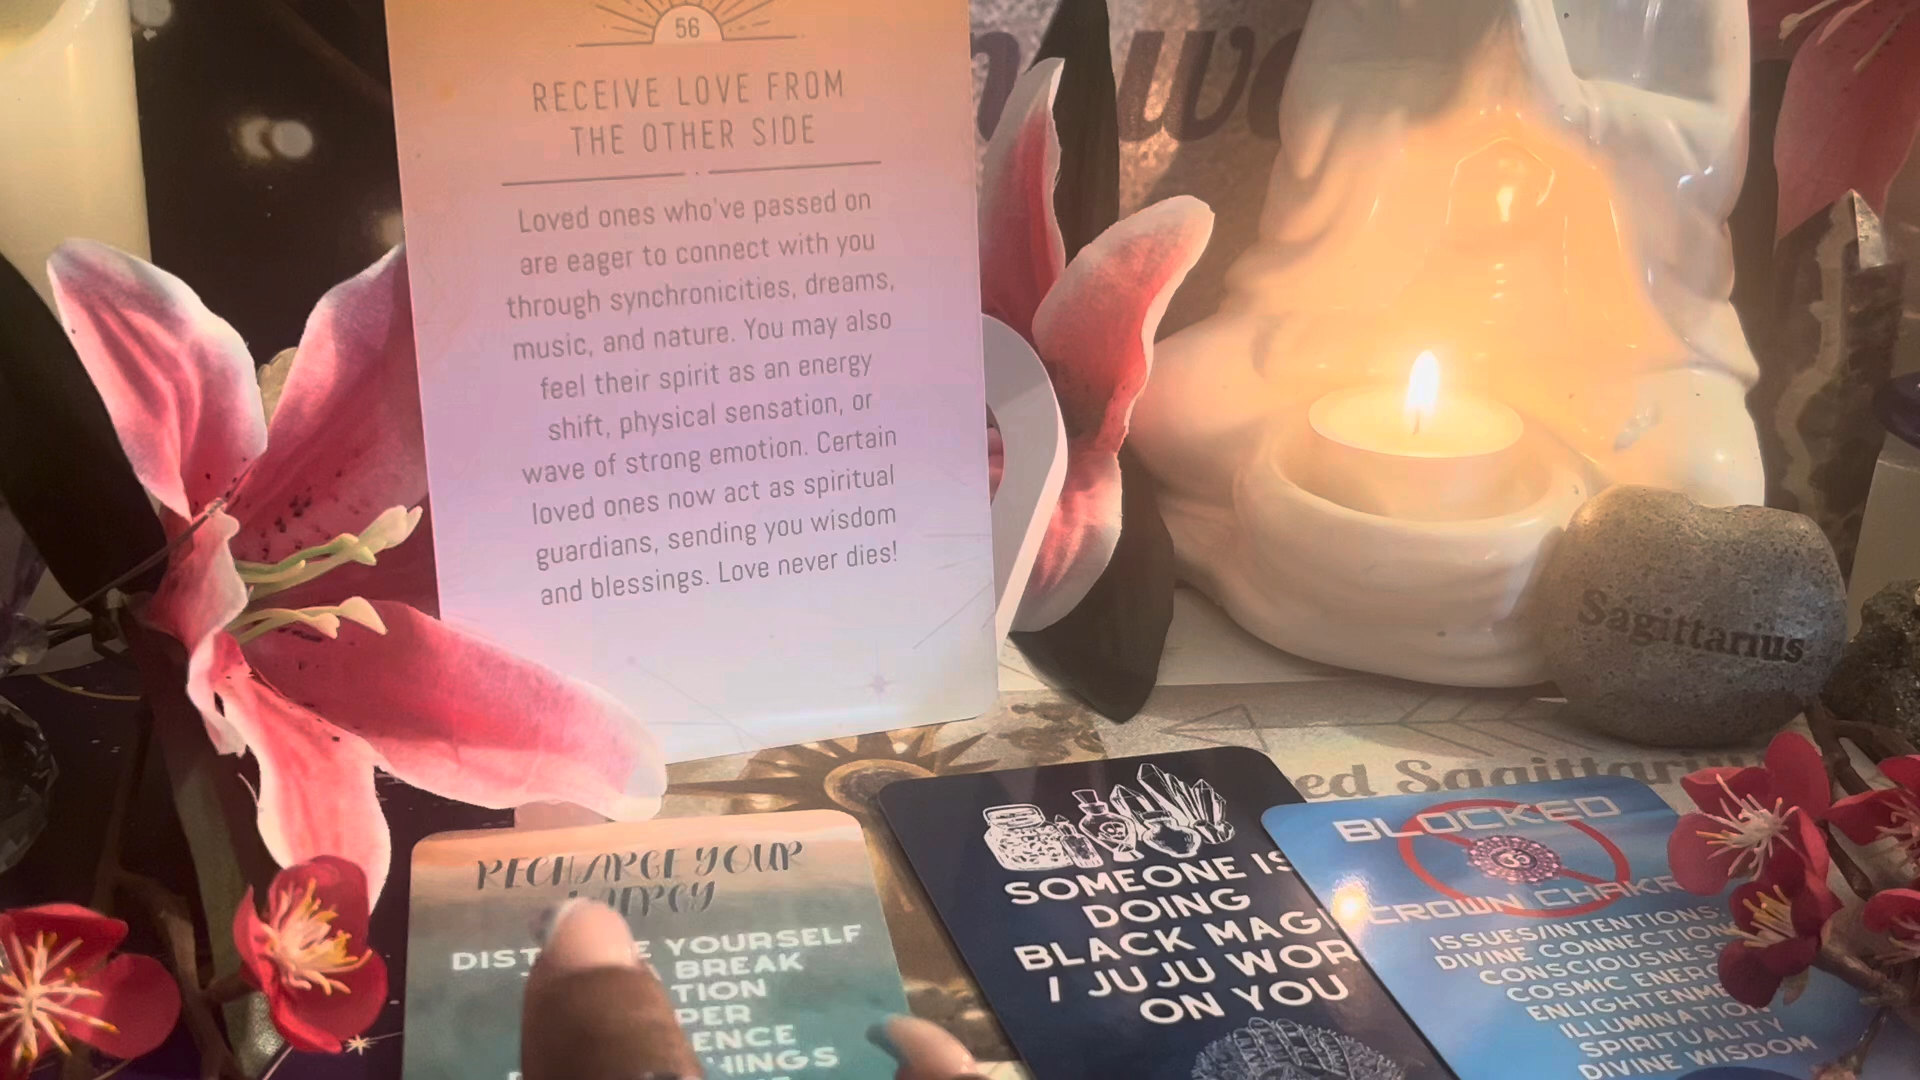 56
RECEIVE LOVE FROM
THE OTHER SIDE
Loved ones who've passed on
are eager to connect with you
through synchronicities, dreams,
music, and nature. You may also
feel their spirit as an energy
shift, physical sensation, or
wave of strong emotion. Certain
loved ones now act as spiritual
guardians, sending you wisdom
and blessings. Love never dies!
Sagittarius
RECHARGE YOUR
YOURSELF
BREAK
SOMEONE IS
DOING
BLACK MAGI
/ JUJU WOR
ON YOU
BLOCKED
CROWN CHAKR
ISSUES/INTENTIONS.
DIVINE CONNECTION
CONSCIOUSNESS
COSMIC ENERG
ENLIGHTENME
ILLUMINATION
SPIRITUALITY
DIVINE WISDOM